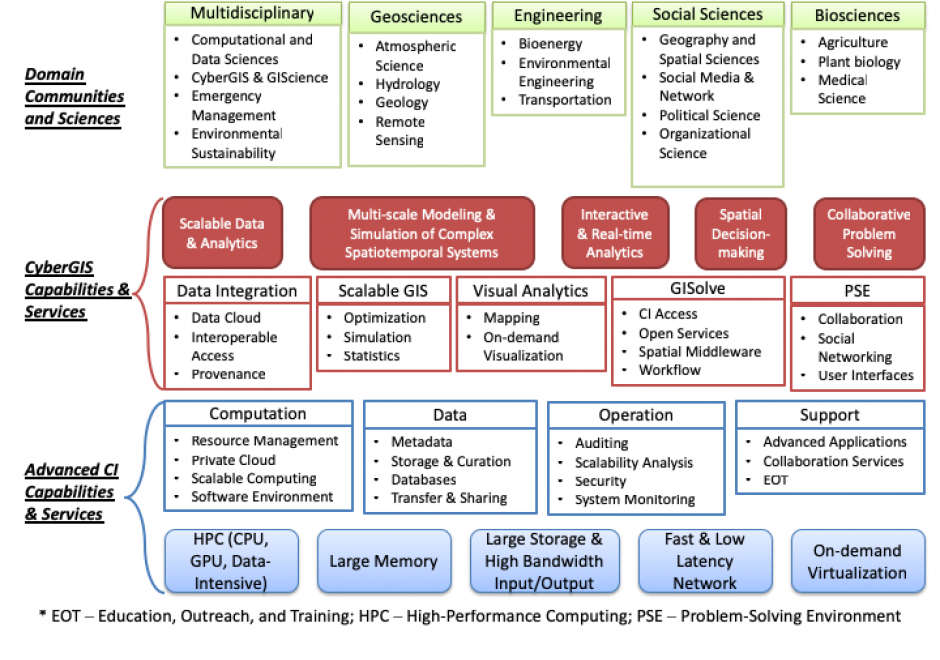 Domain
Communities
and Sciences
Multidisciplinary
• Computational and
Data Sciences
• CyberGIS & GIScience
• Emergency
Management
• Environmental
Sustainability
Geosciences
• Atmospheric
Science
• Hydrology
• Geology
• Remote
Sensing
Engineering
• Bioenergy
• Environmental
Engineering
• Transportation
Social Sciences
• Geography and
Spatial Sciences
• Social Media &
Network
• Political Science
• Organizational
Science
Biosciences
• Agriculture
• Plant biology
• Medical
Science
CyberGIS
Capabilities &
Services
Scalable Data
& Analytics
Multi-scale Modeling &
Simulation of Complex
Spatiotemporal Systems
Interactive
& Real-time
Analytics
Spatial
Decision-
making
Collaborative
Problem
Solving
Data Integration
• Data Cloud
• Interoperable
Access
• Provenance
Scalable GIS
• Optimization
• Simulation
• Statistics
Visual Analytics
• Mapping
• On-demand
Visualization
GISolve
• CI Access
• Open Services
• Spatial Middleware
• Workflow
PSE
• Collaboration
• Social
Networking
• User Interfaces
Advanced CI
Capabilities
& Services
Computation
• Resource Management
• Private Cloud
• Scalable Computing
• Software Environment
Data
• Metadata
• Storage & Curation
• Databases
• Transfer & Sharing
Operation
• Auditing
• Scalability Analysis
• Security
• System Monitoring
Support
• Advanced Applications
• Collaboration Services
• EOT
HPC (CPU,
GPU, Data-
Intensive)
Large Memory
Large Storage &
High Bandwidth
Input/Output
Fast & Low
Latency
Network
On-demand
Virtualization
* EOT – Education, Outreach, and Training; HPC – High-Performance Computing; PSE – Problem-Solving Environment